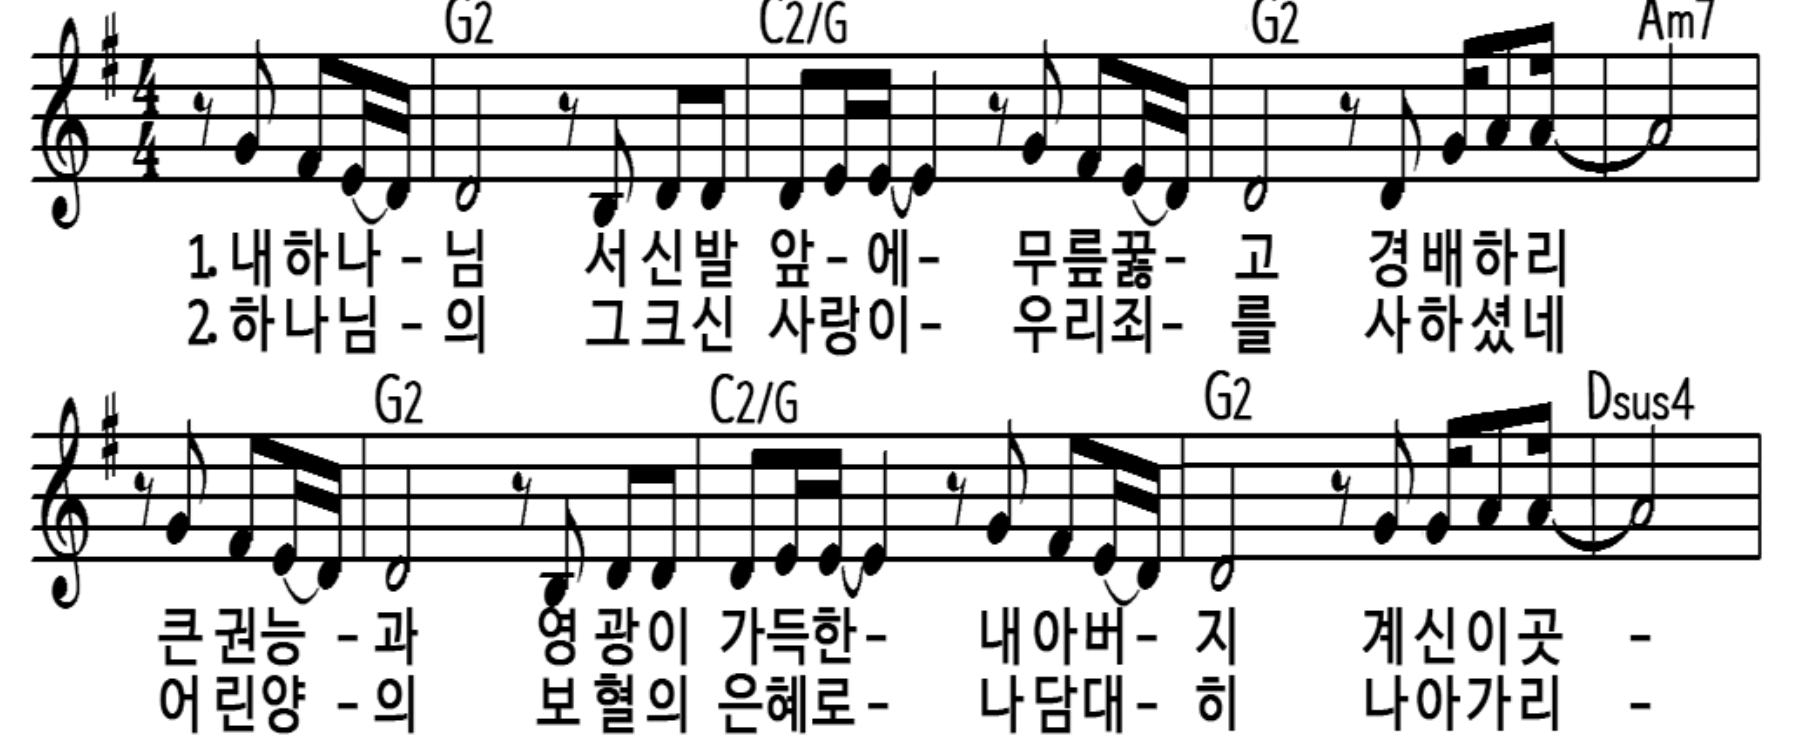 G2 C2/G G2 Am7
4
4
1. 내하나 - 님 서신발 앞 - 에 - 무릎꿇 - 고 경배하리
2. 하나님 - 의 그크신 사랑이 - 우리죄 - 를 사하셨네
G2 C2/G G2 Dsus4
큰권능 - 과 영광이 가득한 - 내아버 - 지 계신이곳 -
어린양 - 의 보혈의 은혜로 - 나담대 - 히 나아가리 -